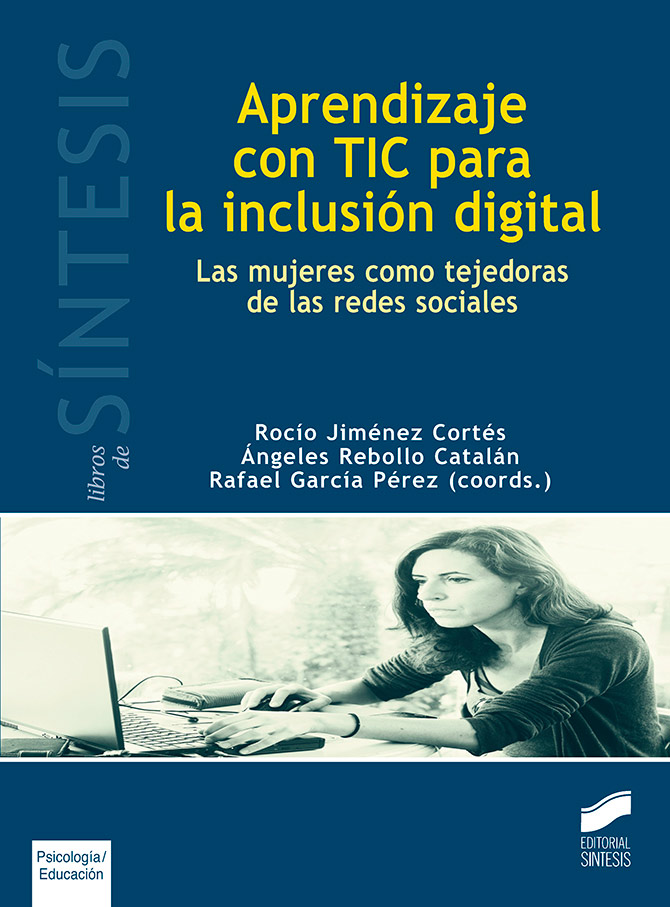 libros
de
SÍNTESIS
Aprendizaje
con TIC para
la inclusión digital
Las mujeres como tejedoras
de las redes sociales
Rocío Jiménez Cortés
Ángeles Rebollo Catalán
Rafael García Pérez (coords.)
Psicología/
Educación
EDITORIAL
SINTESIS